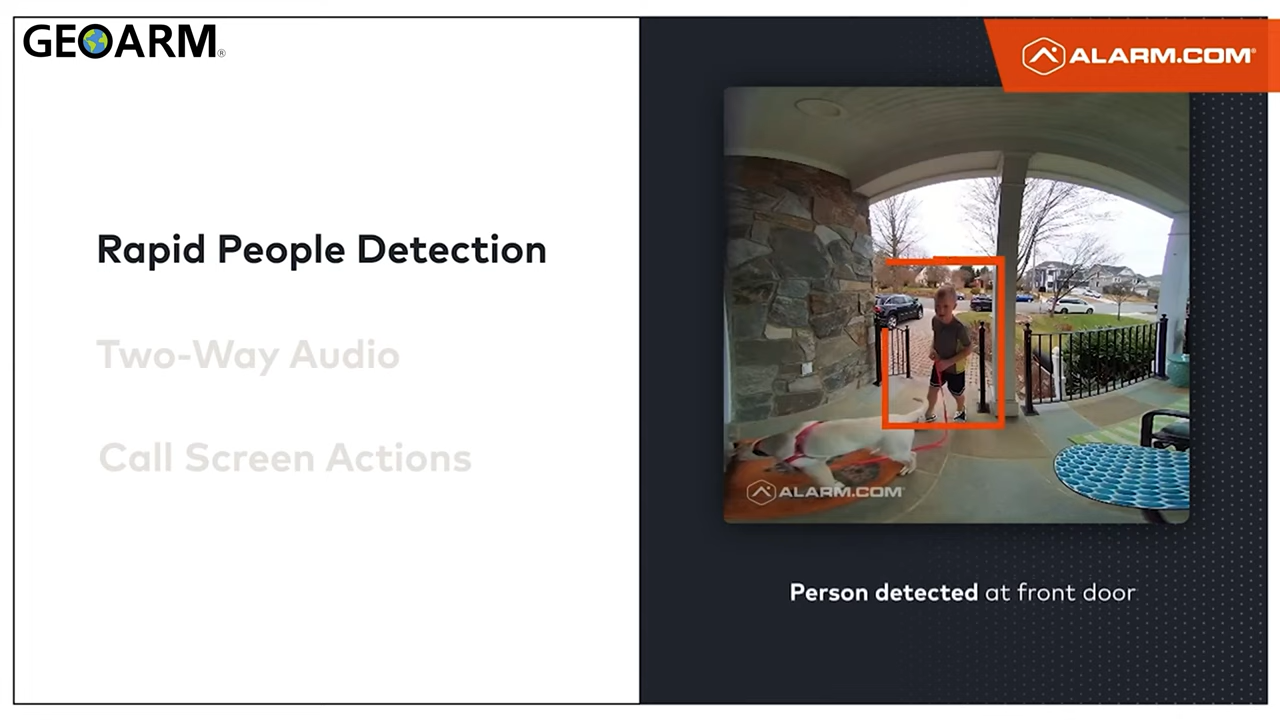 GEOARM®
ALARM.COM®
Rapid People Detection
Two-Way Audio
Call Screen Actions
ALARM.COM®
Person detected at front door